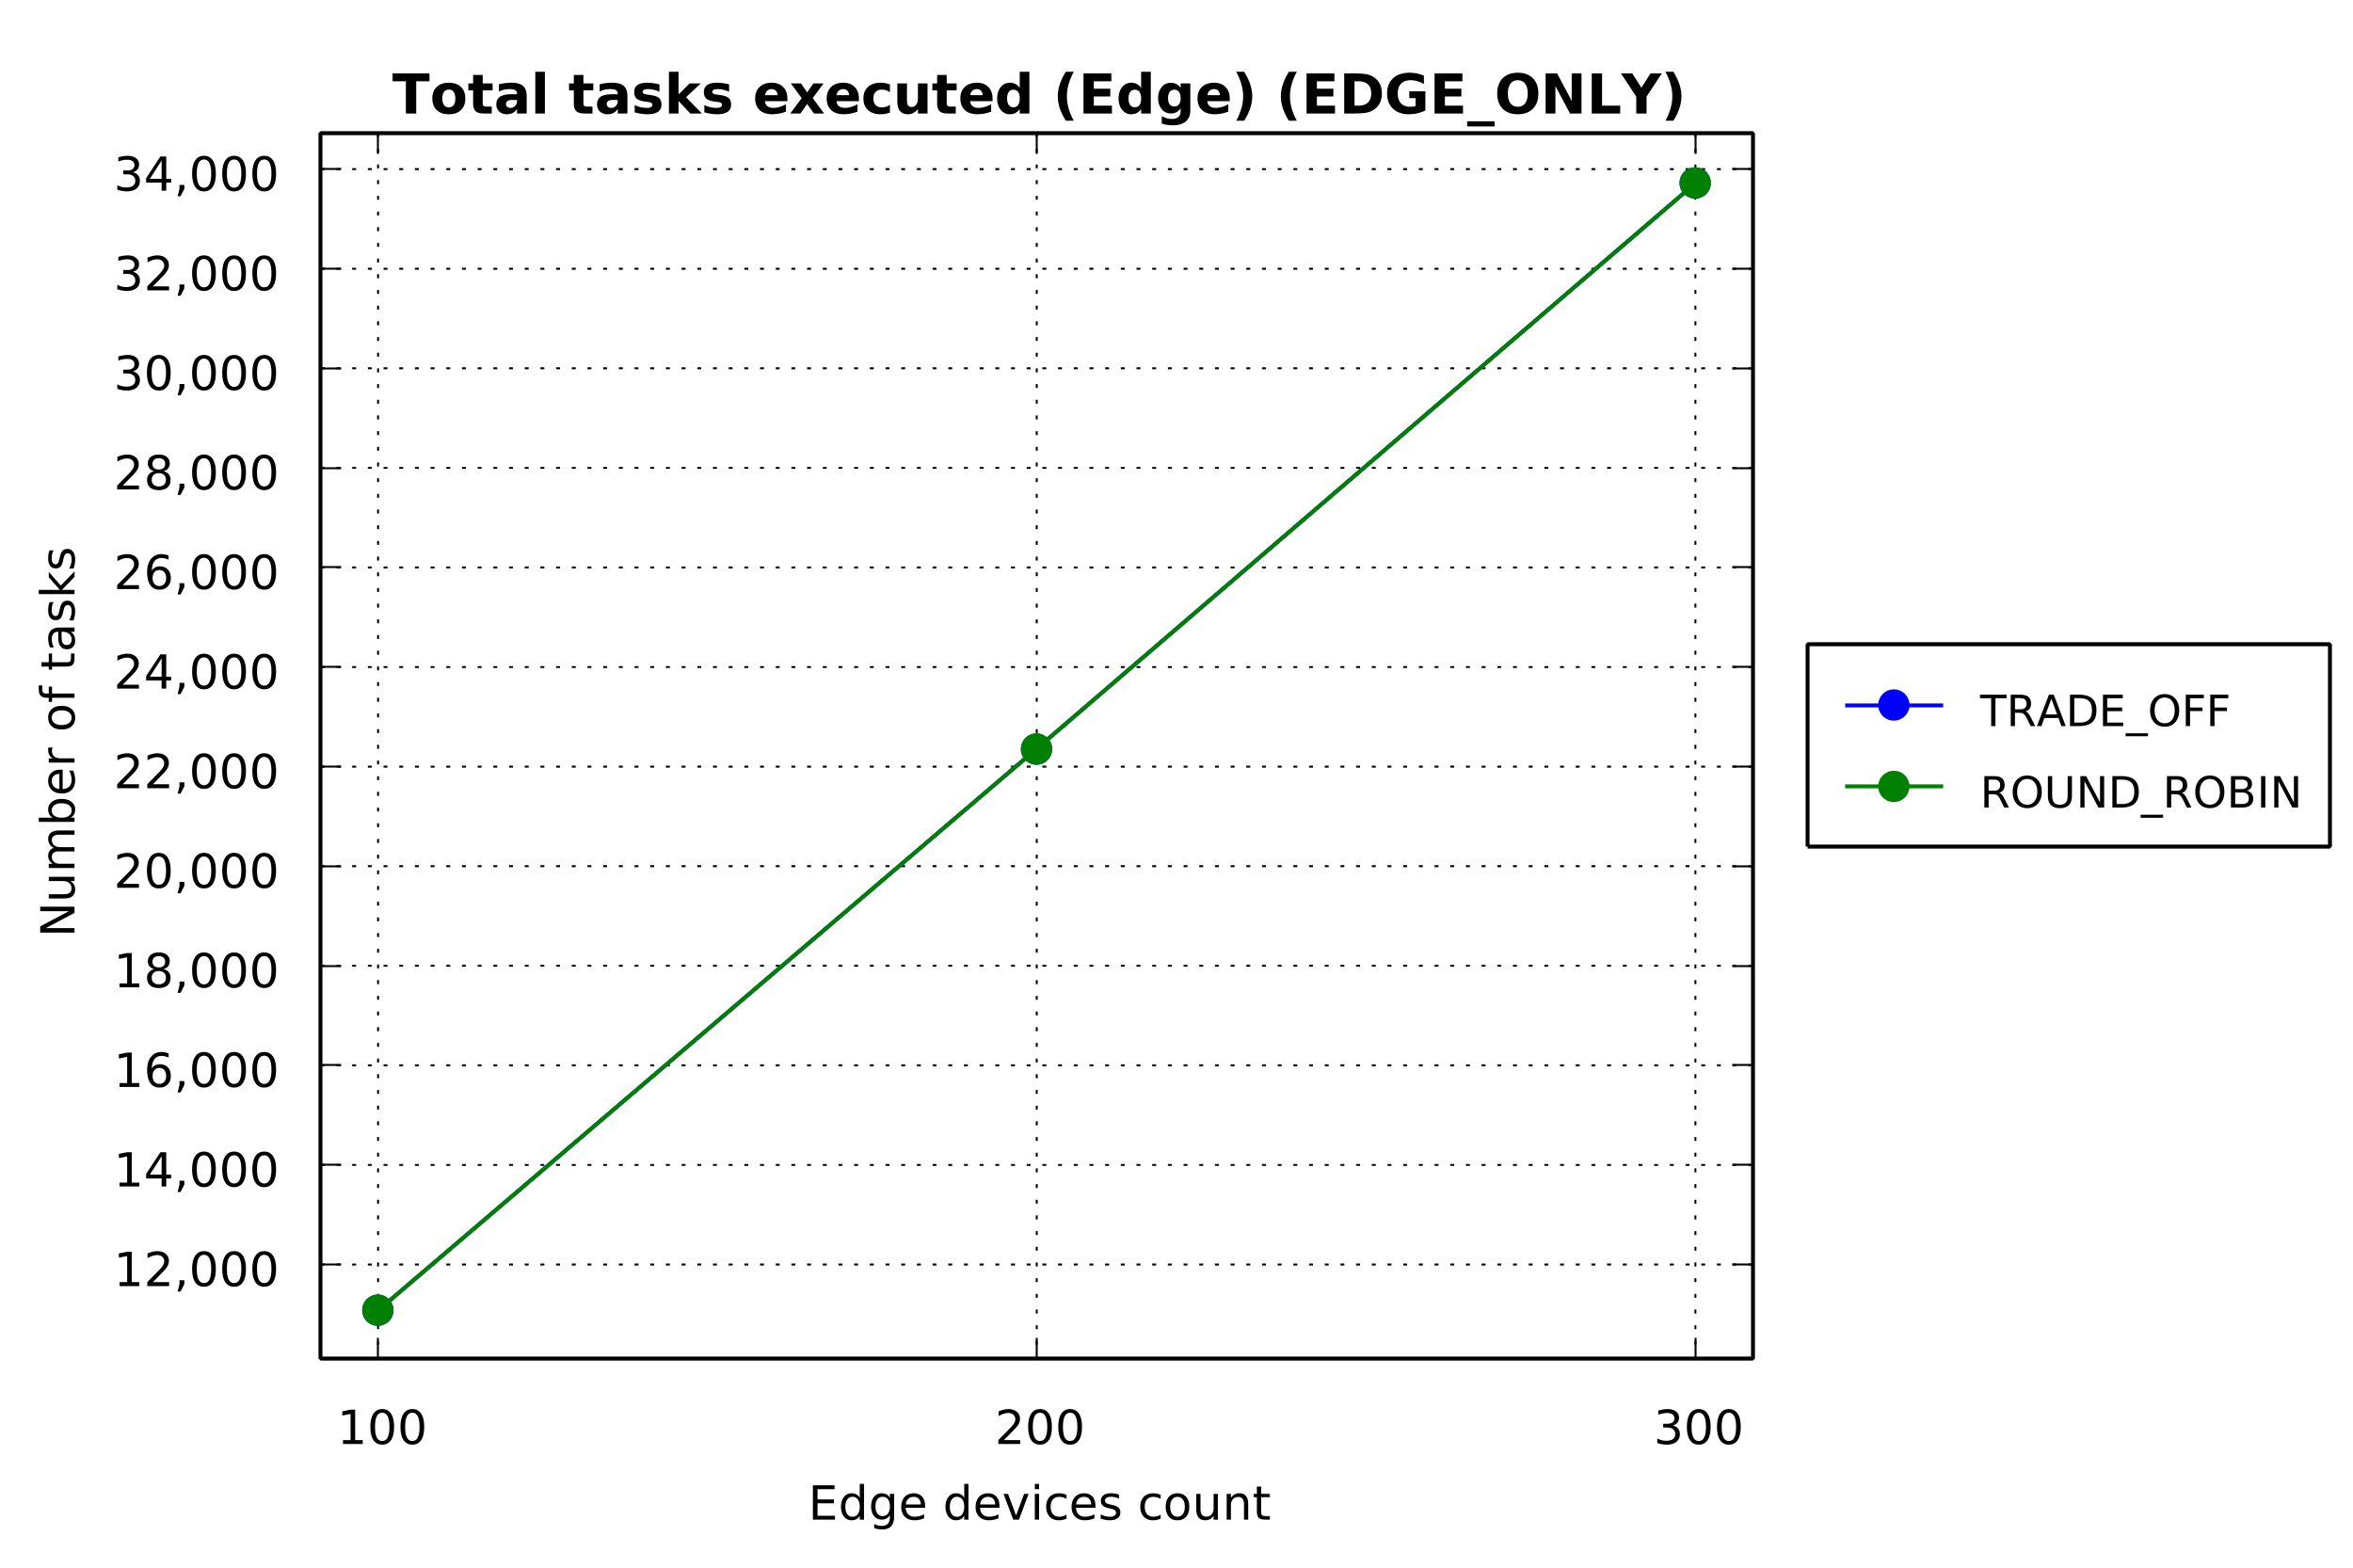 Total tasks executed (Edge) (EDGE_ONLY)
34,000
32,000
30,000
28,000
26,000
24,000
22,000
20,000
18,000
16,000
14,000
12,000
Number of tasks
TRADE_OFF
ROUND_ROBIN
100 200 300
Edge devices count